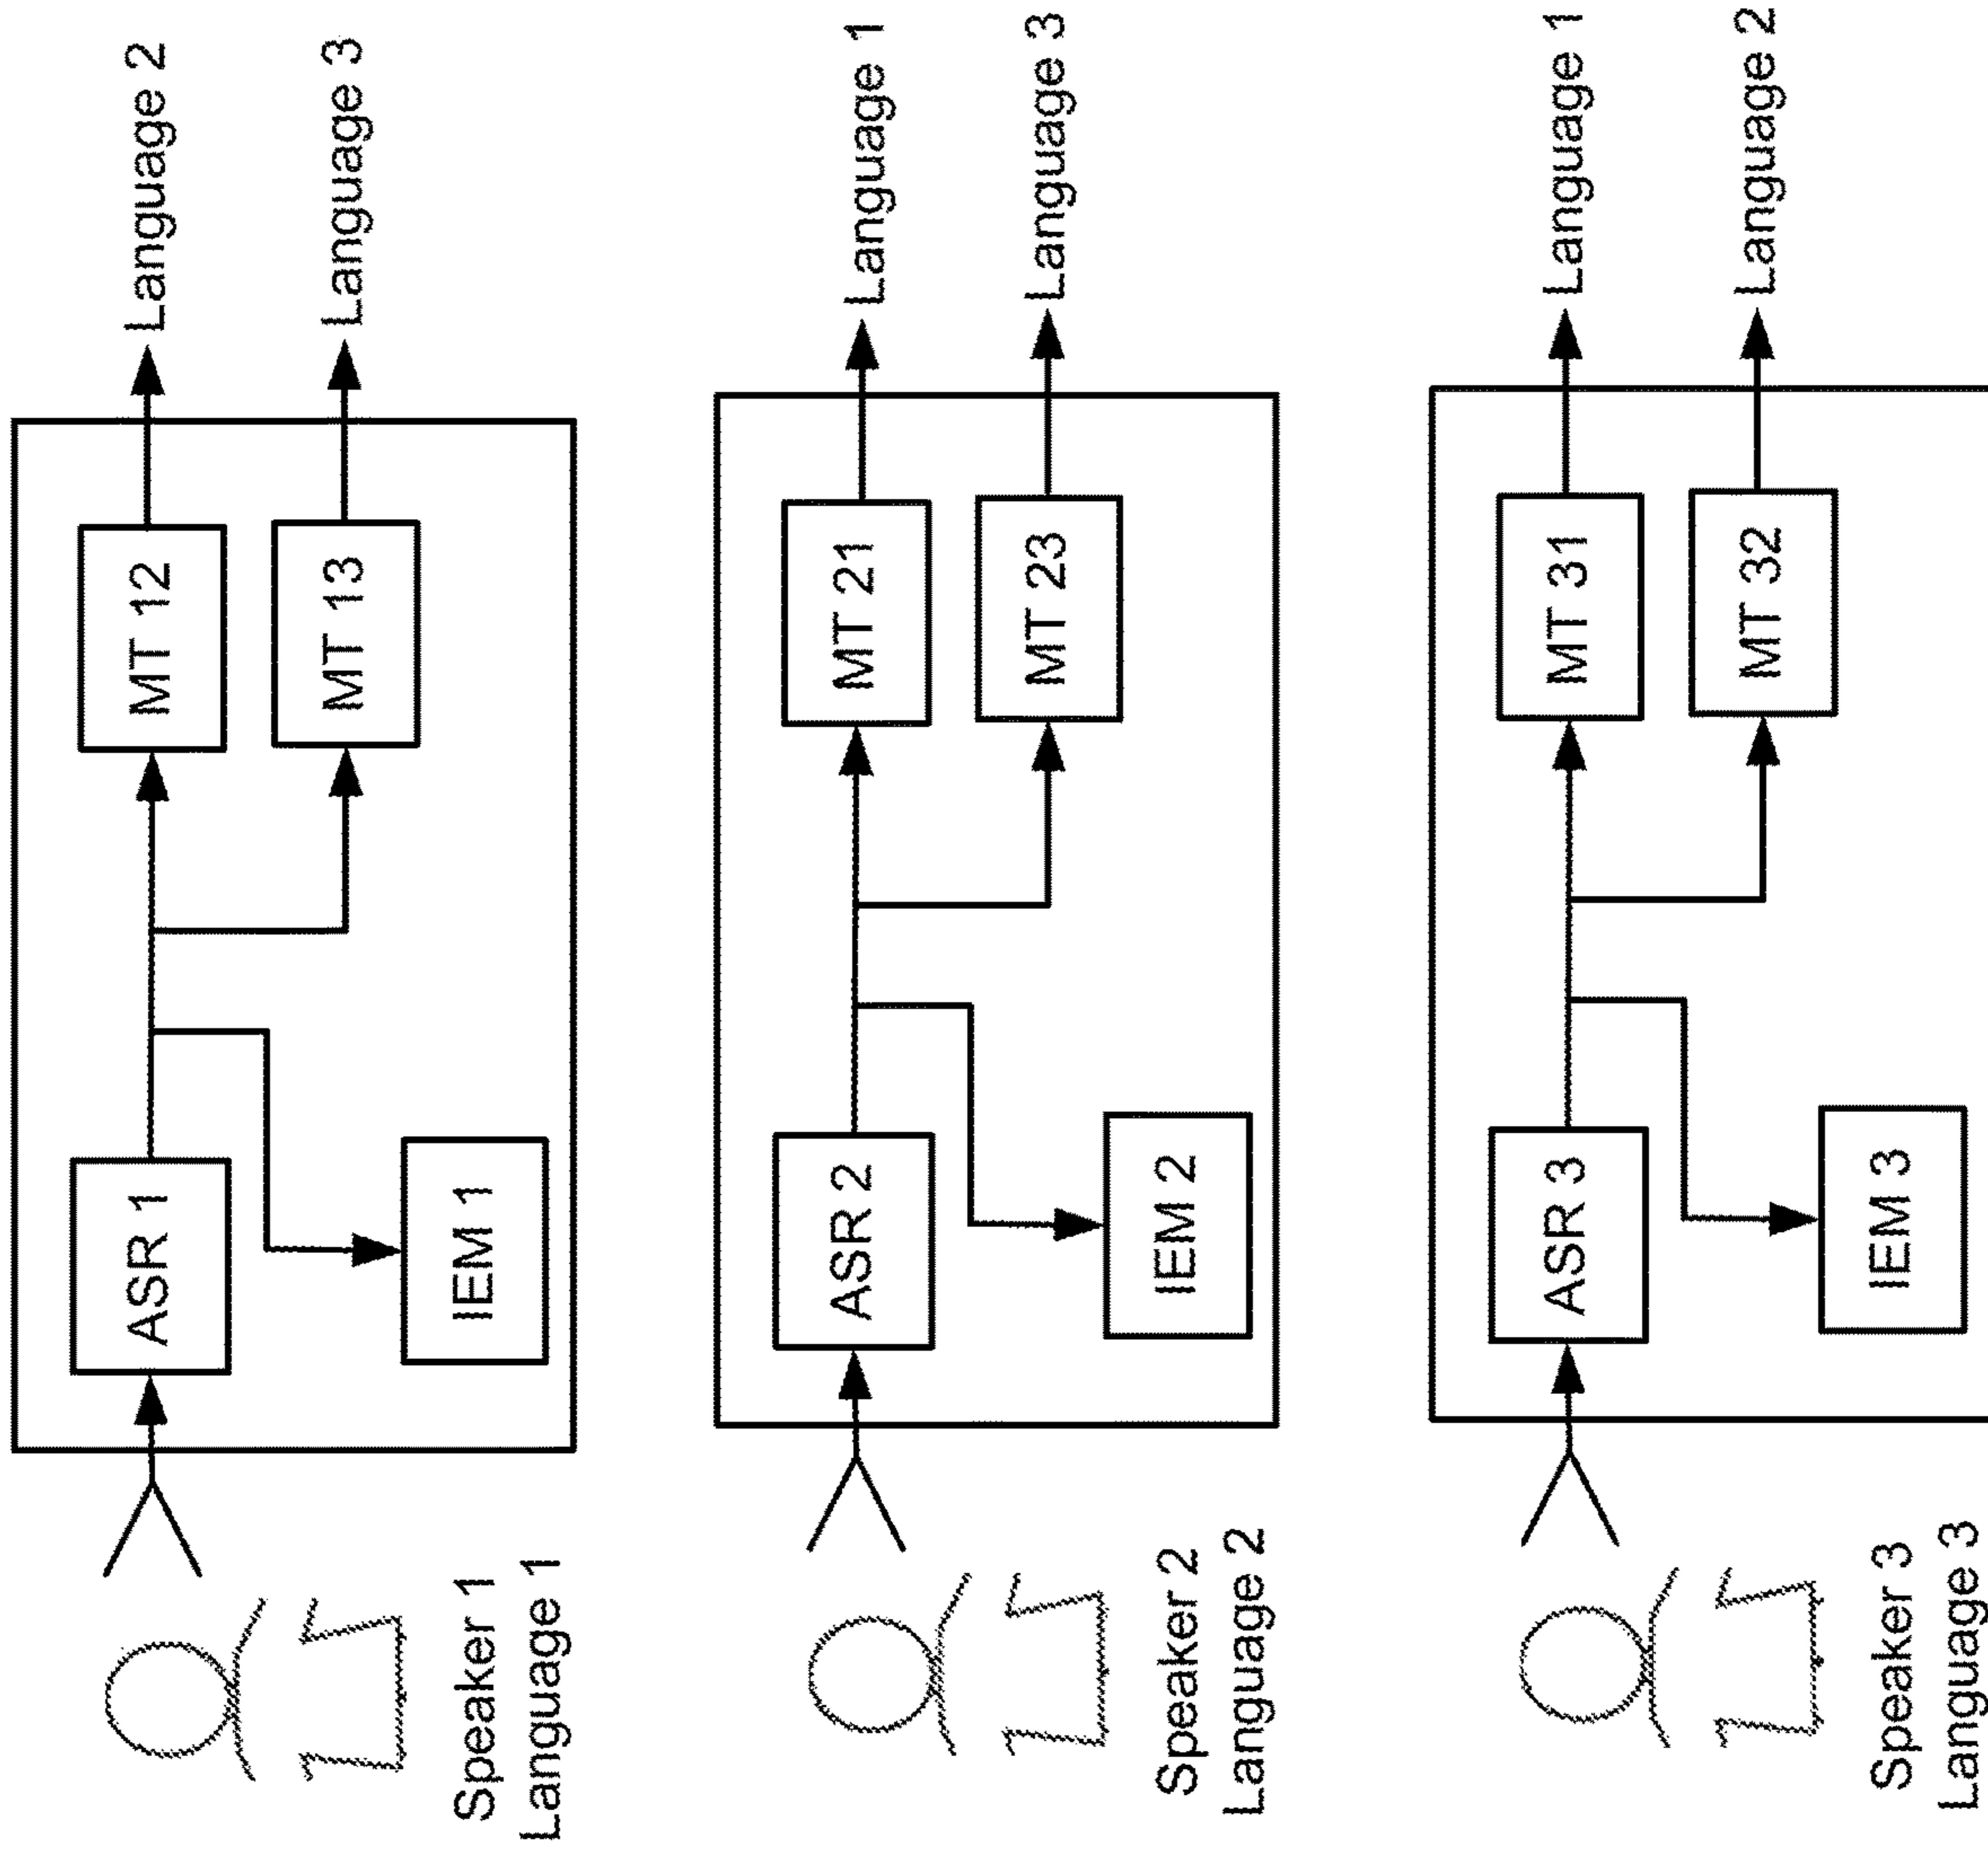 Speaker 1
Language 1
ASR 1
IEM 1
MT 12
MT 13
Language 2
Language 3
Speaker 2
Language 2
ASR 2
IEM 2
MT 21
MT 23
Language 1
Language 3
Speaker 3
Language 3
ASR 3
IEM 3
MT 31
MT 32
Language 1
Language 2